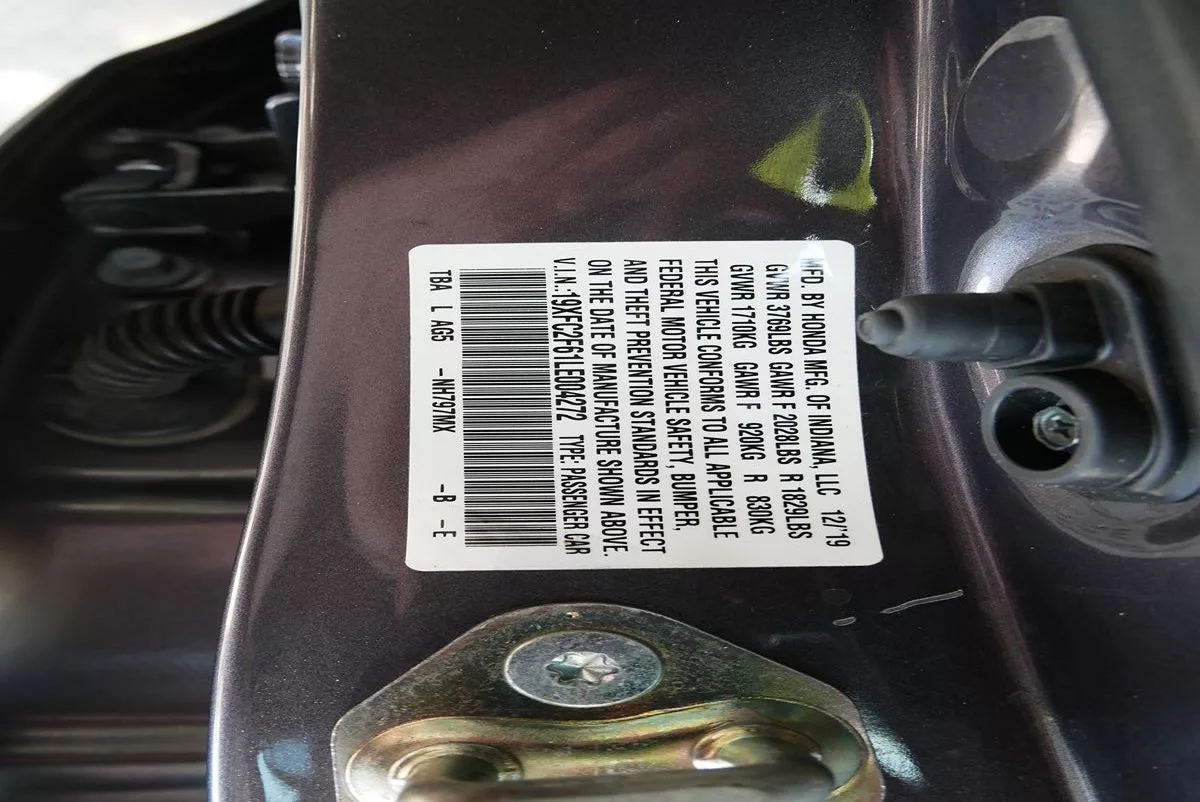 MFD. BY HONDA MFG. OF INDIANA, LLC 12/'19
GVWR 3769LBS GAWR F 2028LBS R 1829LBS
GVWR 1710KG GAWR F 920KG R 830KG
THIS VEHICLE CONFORMS TO ALL APPLICABLE
FEDERAL MOTOR VEHICLE SAFETY, BUMPER,
AND THEFT PREVENTION STANDARDS IN EFFECT
ON THE DATE OF MANUFACTURE SHOWN ABOVE.
V.I.N.: 19XFC2F61LE004272 TYPE: PASSENGER CAR
TBA L AG5 -NH797MX -B -E